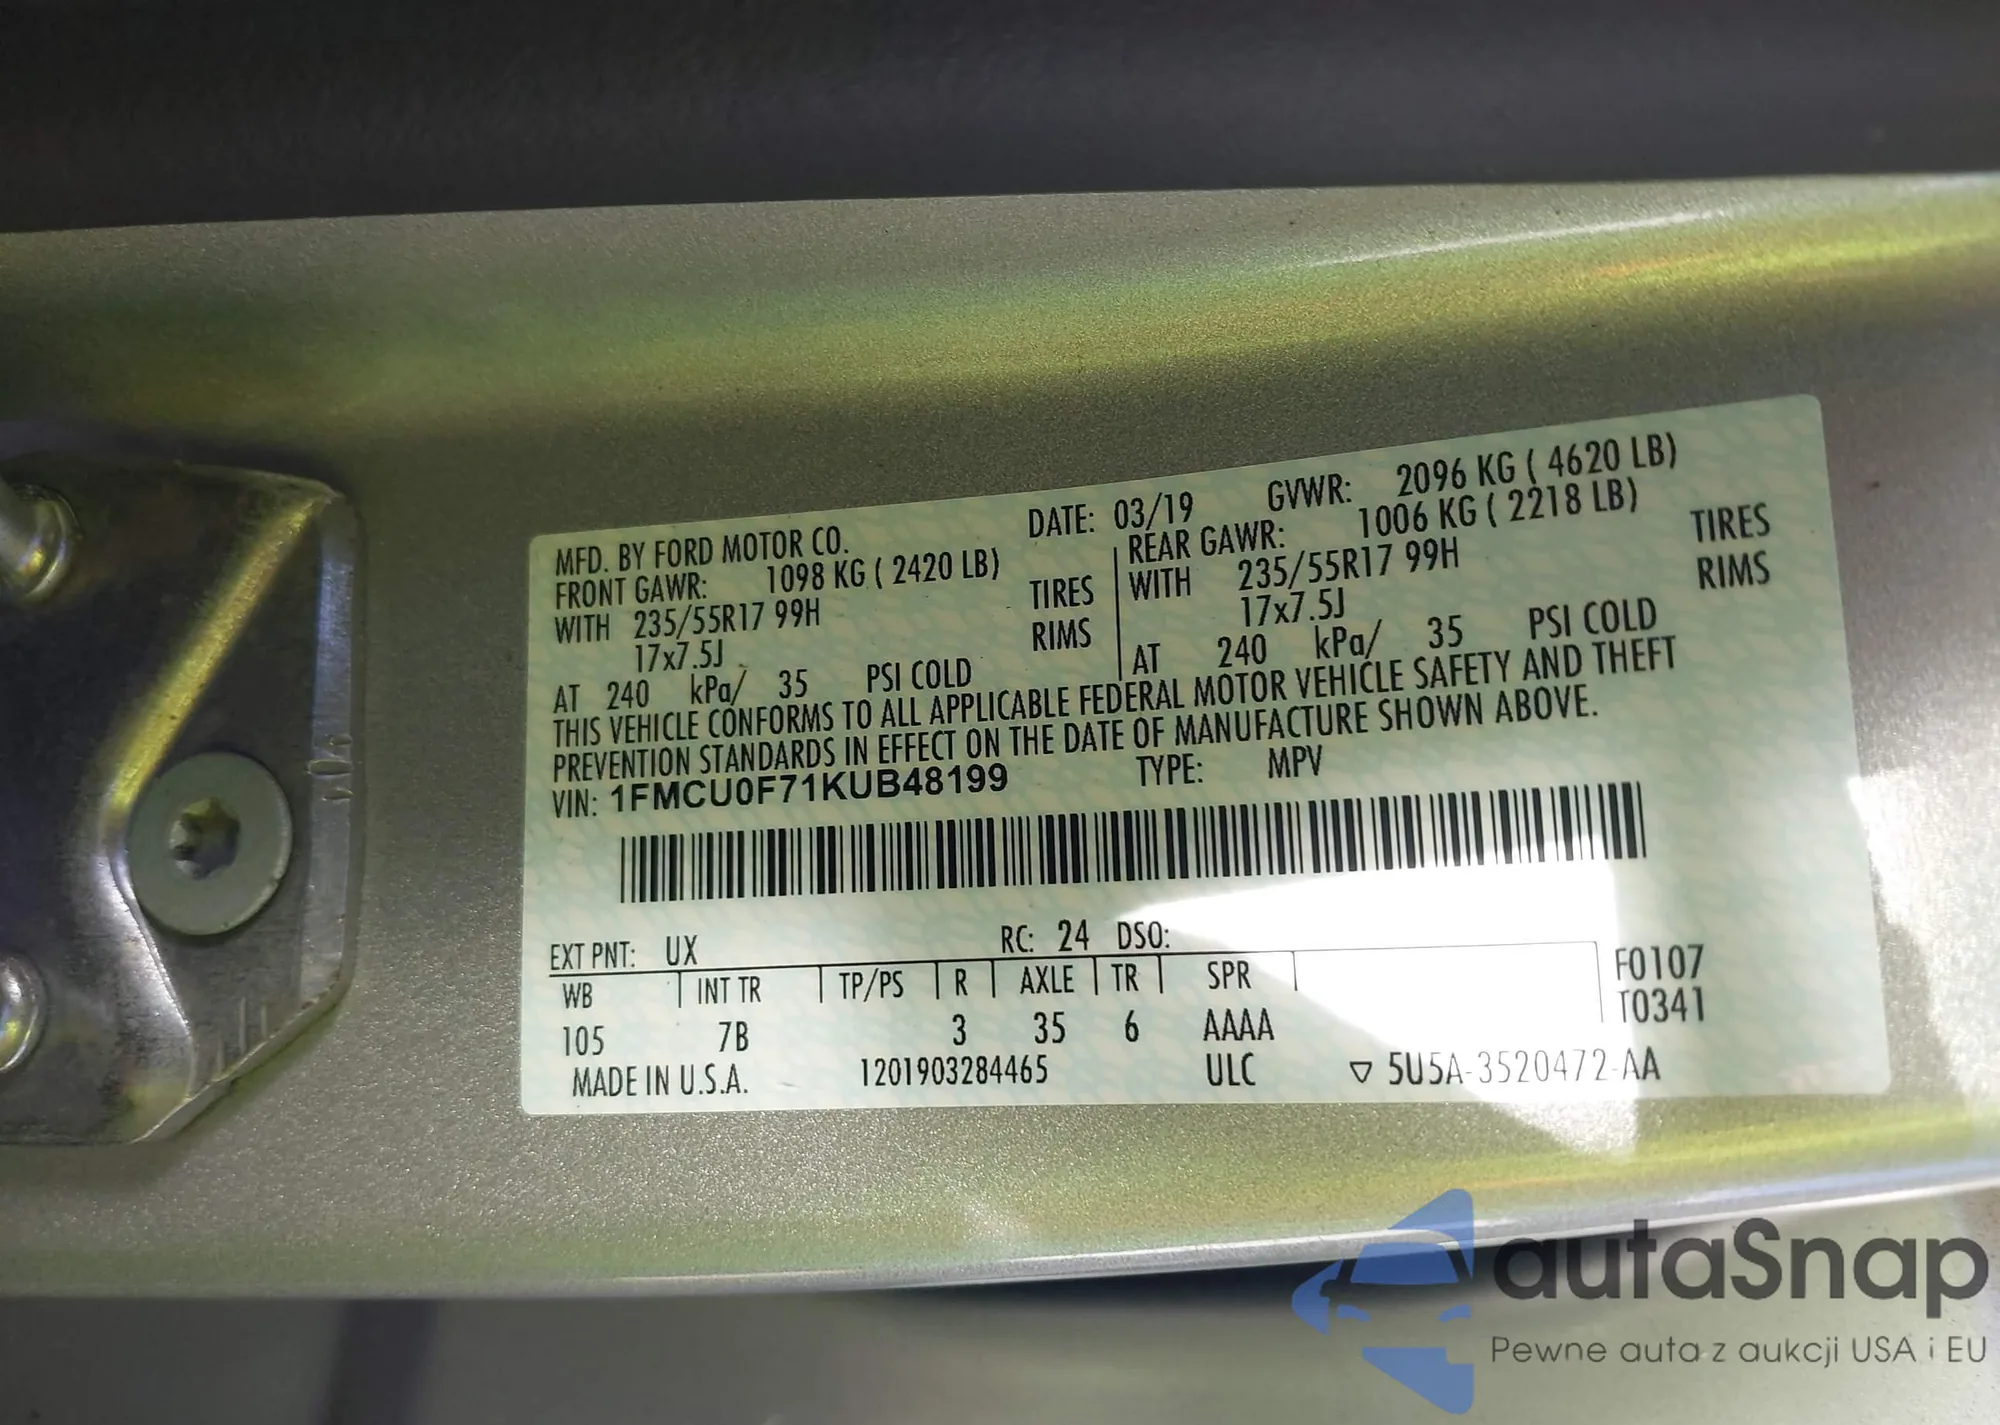 MFD. BY FORD MOTOR CO. DATE: 03/19 GVWR: 2096 KG ( 4620 LB)
FRONT GAWR: 1098 KG ( 2420 LB) REAR GAWR: 1006 KG ( 2218 LB)
WITH 235/55R17 99H TIRES WITH 235/55R17 99H TIRES
17x7.5J RIMS 17x7.5J RIMS
AT 240 kPa/ 35 PSI COLD AT 240 kPa/ 35 PSI COLD
THIS VEHICLE CONFORMS TO ALL APPLICABLE FEDERAL MOTOR VEHICLE SAFETY AND THEFT
PREVENTION STANDARDS IN EFFECT ON THE DATE OF MANUFACTURE SHOWN ABOVE.
VIN: 1FMCU0F71KUB48199 TYPE: MPV
EXT PNT: UX RC: 24 DSO:
WB INT TR TP/PS R AXLE TR SPR F0107
T0341
105 7B 3 35 6 AAAA
MADE IN U.S.A. 1201903284465 ULC ▽ 5U5A-3520472-AA
autaSnap
Pewne auta z aukcji USA i EU